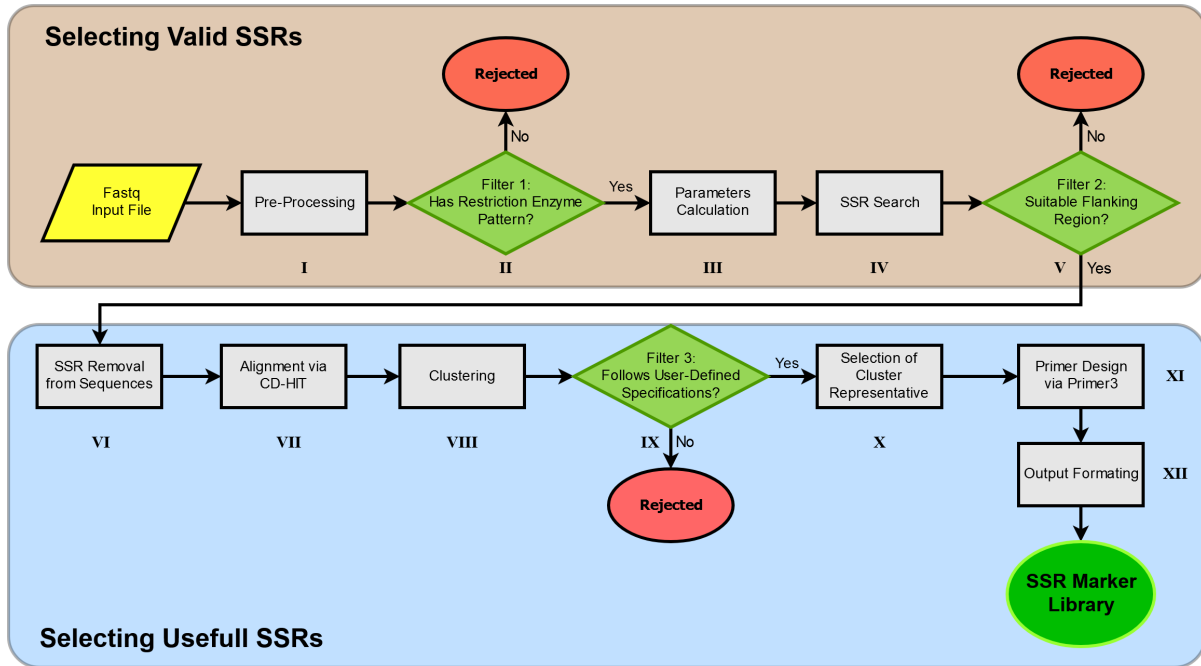 Selecting Valid SSRs
Rejected
Rejected
No
No
Fastq
Input File
Pre-Processing
Filter 1:
Has Restriction Enzyme
Pattern?
Yes
Parameters
Calculation
SSR Search
Filter 2:
Suitable Flanking
Region?
I
II
III
IV
V
Yes
SSR Removal
from Sequences
Alignment via
CD-HIT
Clustering
Filter 3:
Follows User-Defined
Specifications?
Yes
Selection of
Cluster
Representative
Primer Design
via Primer3
XI
VI
VII
VIII
IX
No
X
Output Formating
XII
Rejected
SSR Marker
Library
Selecting Usefull SSRs